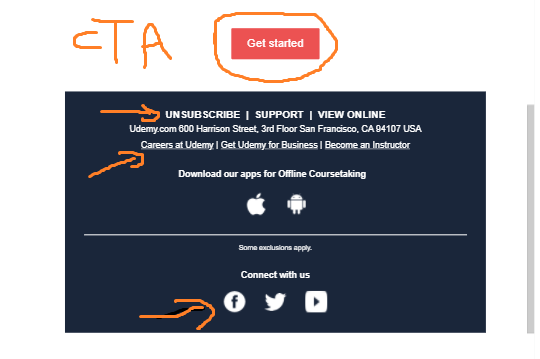 CTA
Get started
UNSUBSCRIBE | SUPPORT | VIEW ONLINE
Udemy.com 600 Harrison Street, 3rd Floor San Francisco, CA 94107 USA
Careers at Udemy | Get Udemy for Business | Become an Instructor
Download our apps for Offline Coursetaking
Some exclusions apply.
Connect with us